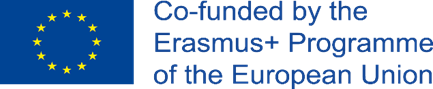 Co-funded by the
Erasmus+ Programme
of the European Union